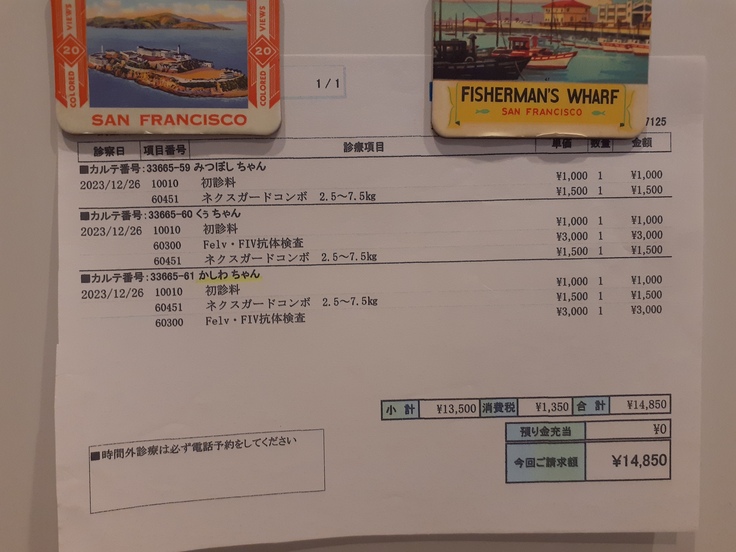 COLORED 20 VIEWS
COLORED 20 VIEWS
SAN FRANCISCO
FISHERMAN'S WHARF
SAN FRANCISCO
1/1
7125
診察日 項目番号 診療項目 単価 数量 金額
■カルテ番号:33665-59 みつぼし ちゃん
2023/12/26 10010 初診料 ¥1,000 1 ¥1,000
60451 ネクスガードコンボ 2.5~7.5kg ¥1,500 1 ¥1,500
■カルテ番号:33665-60 くぅ ちゃん
2023/12/26 10010 初診料 ¥1,000 1 ¥1,000
60300 Felv・FIV抗体検査 ¥3,000 1 ¥3,000
60451 ネクスガードコンボ 2.5~7.5kg ¥1,500 1 ¥1,500
■カルテ番号:33665-61 かしわ ちゃん
2023/12/26 10010 初診料 ¥1,000 1 ¥1,000
60451 ネクスガードコンボ 2.5~7.5kg ¥1,500 1 ¥1,500
60300 Felv・FIV抗体検査 ¥3,000 1 ¥3,000
小計 ¥13,500 消費税 ¥1,350 合計 ¥14,850
預り金充当 ¥0
今回ご請求額 ¥14,850
■時間外診療は必ず電話予約をしてください